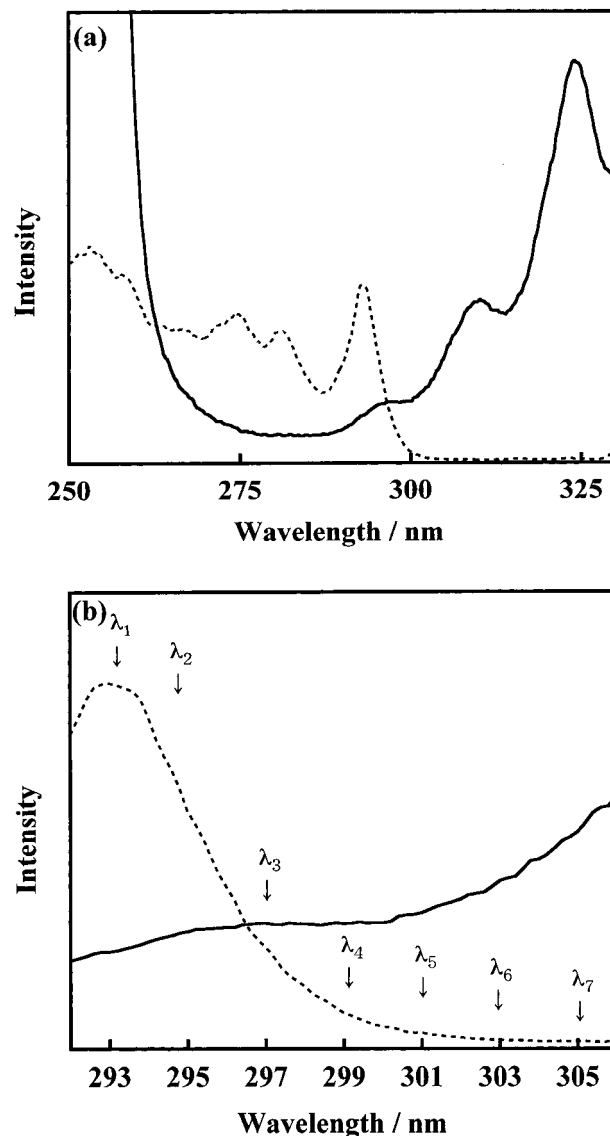 (a)
Intensity
250 275 300 325
Wavelength / nm
(b)
λ₁
λ₂
λ₃
λ₄ λ₅ λ₆ λ₇
Intensity
293 295 297 299 301 303 305
Wavelength / nm